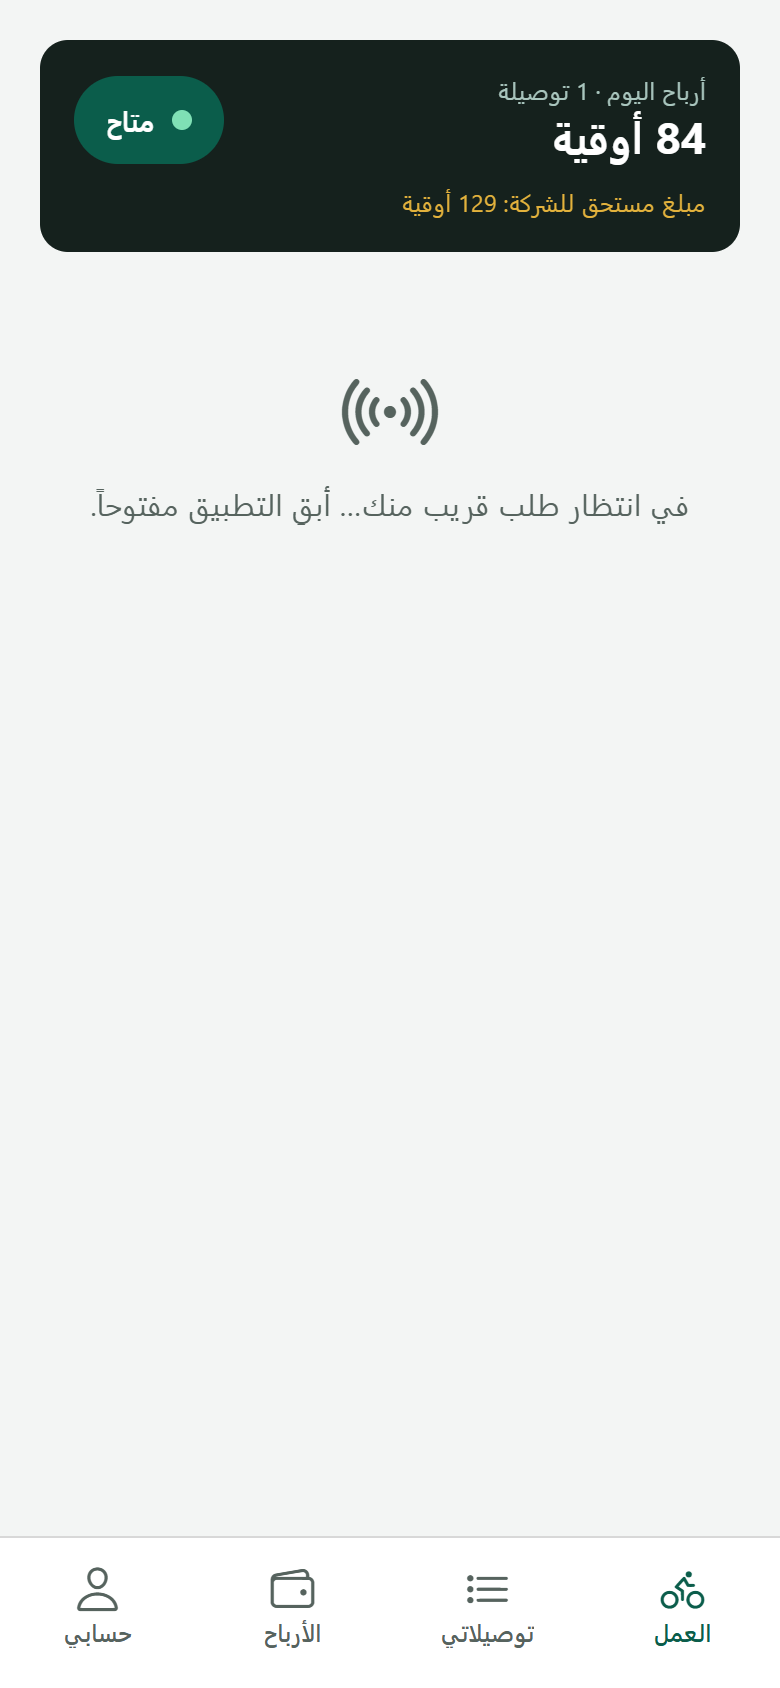 أرباح اليوم · 1 توصيلة
84 أوقية
متاح
مبلغ مستحق للشركة: 129 أوقية
في انتظار طلب قريب منك... أبقِ التطبيق مفتوحاً.
العمل
توصيلاتي
الأرباح
حسابي